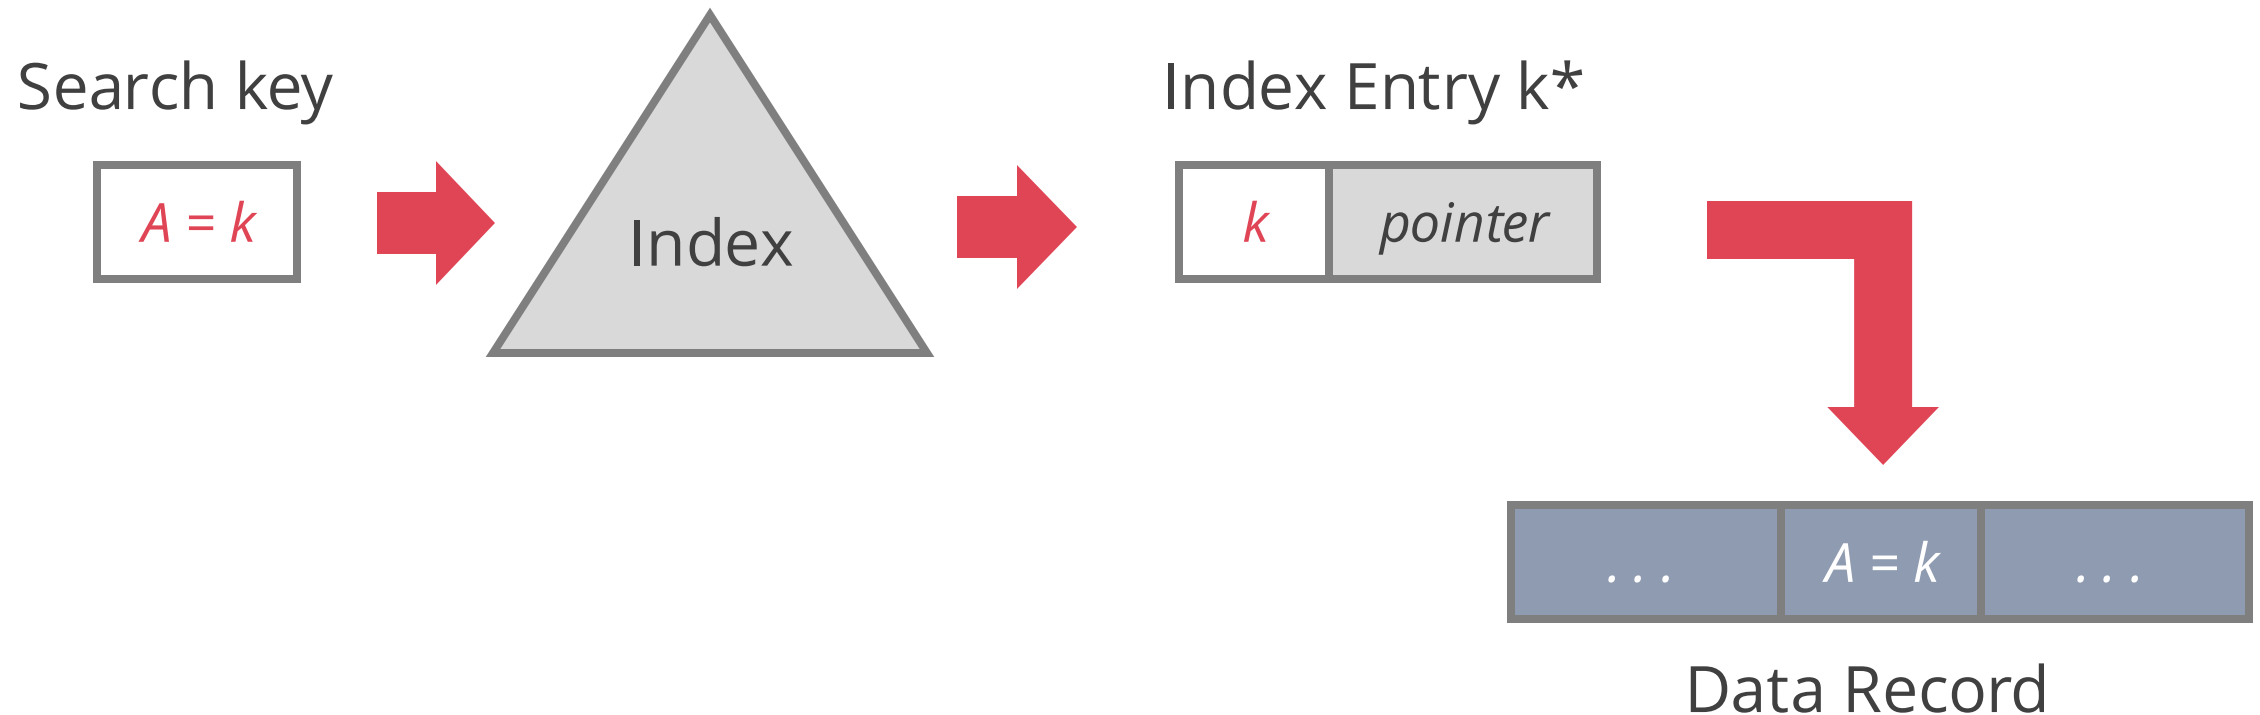 Search key
A = k
Index
Index Entry k*
k
pointer
. . .
A = k
. . .
Data Record